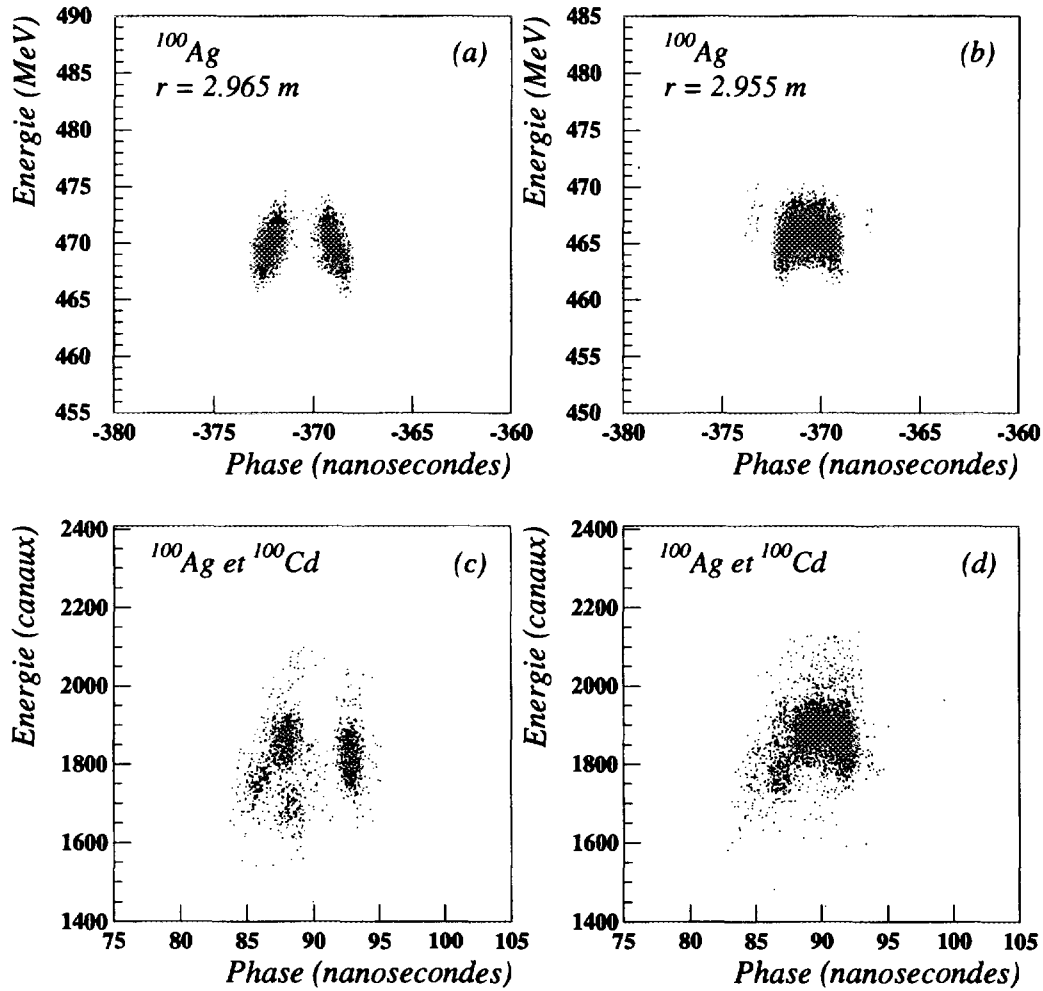 Energie (MeV)
490
485
480
475
470
465
460
455
-380
-375
-370
-365
-360
Phase (nanosecondes)
100Ag
r = 2.965 m
(a)
Energie (MeV)
485
480
475
470
465
460
455
450
-380
-375
-370
-365
-360
Phase (nanosecondes)
100Ag
r = 2.955 m
(b)
Energie (canaux)
2400
2200
2000
1800
1600
1400
75
80
85
90
95
100
105
Phase (nanosecondes)
100Ag et 100Cd
(c)
Energie (canaux)
2400
2200
2000
1800
1600
1400
75
80
85
90
95
100
105
Phase (nanosecondes)
100Ag et 100Cd
(d)